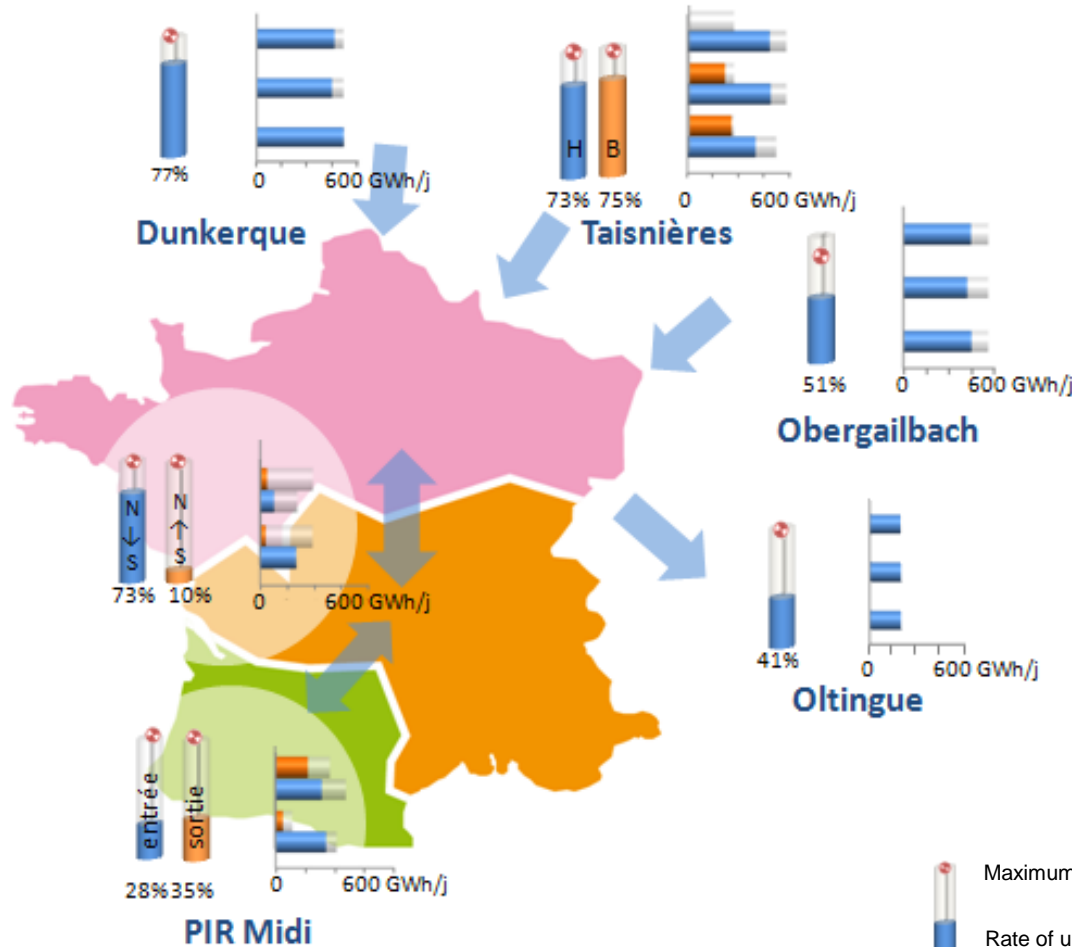 77%
0 600 GWh/j
Dunkerque
H B
73% 75%
0 600 GWh/j
Taisnières
51%
0 600 GWh/j
Obergailbach
N
↓
S
N
↑
S
73% 10%
0 600 GWh/j
41%
0 600 GWh/j
Oltingue
entrée
sortie
28% 35%
0 600 GWh/j
PIR Midi
Maximum
Rate of u